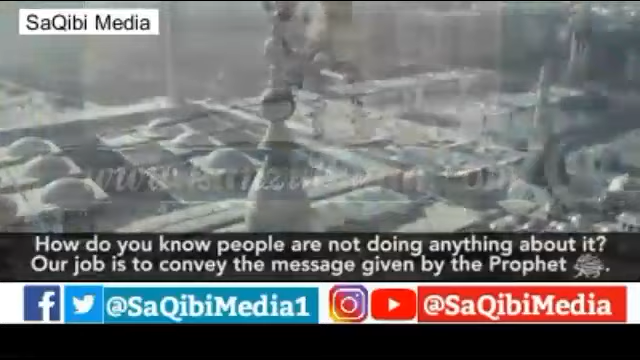 SaQibi Media
How do you know people are not doing anything about it?
Our job is to convey the message given by the Prophet ﷺ.
@SaQibiMedia1 @SaQibiMedia